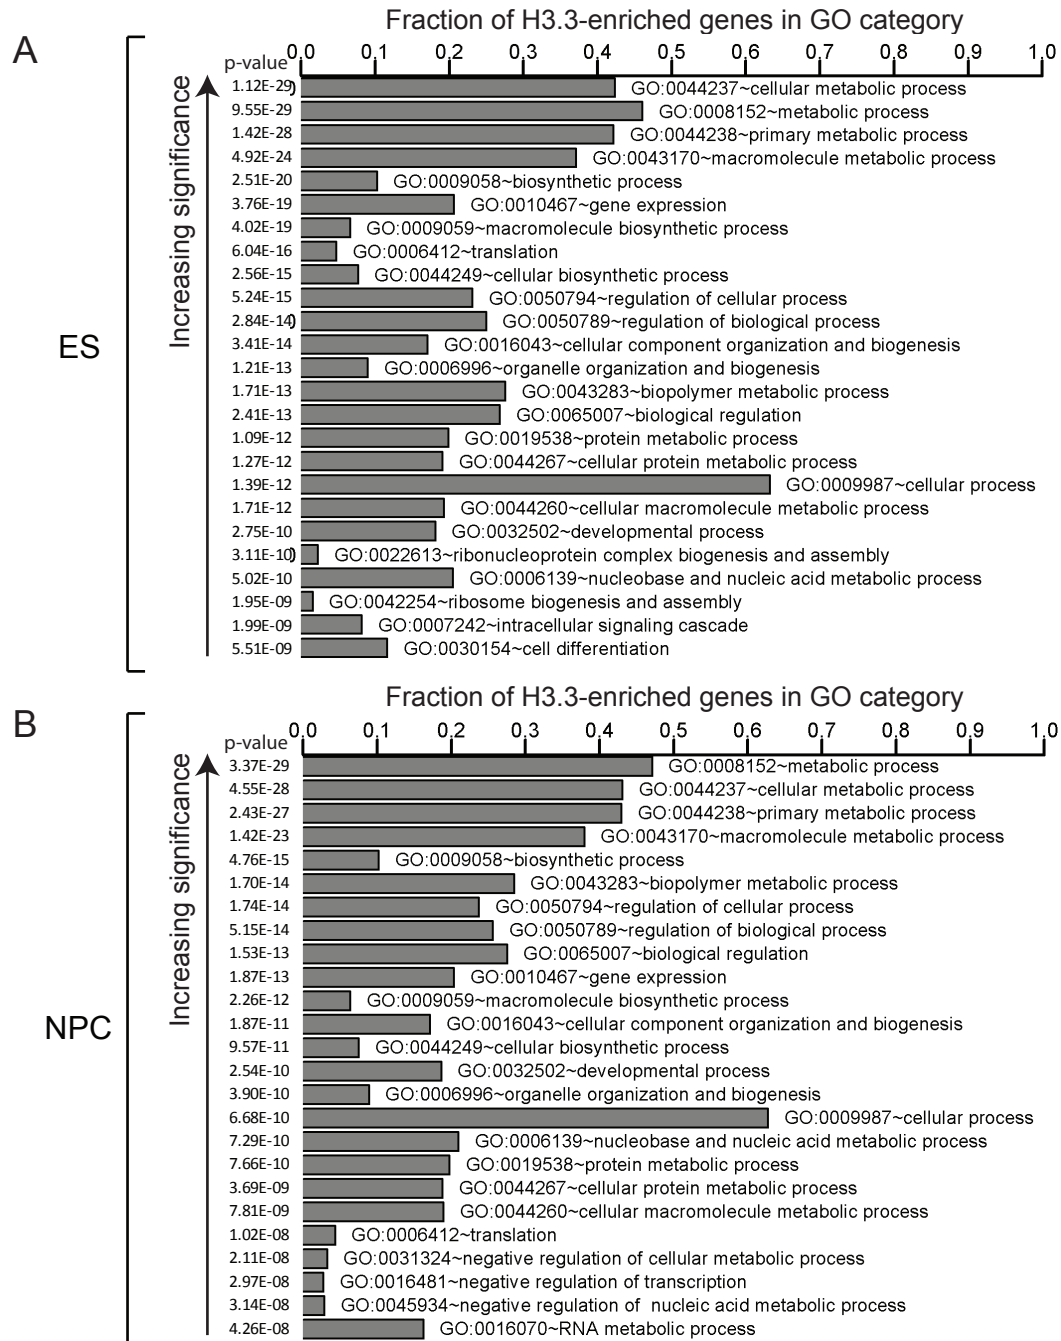 Fraction of H3.3-enriched genes in GO category
A
0.0 0.1 0.2 0.3 0.4 0.5 0.6 0.7 0.8 0.9 1.0
p-value
Increasing significance
ES
1.12E-29) GO:0044237~cellular metabolic process
9.55E-29 GO:0008152~metabolic process
1.42E-28 GO:0044238~primary metabolic process
4.92E-24 GO:0043170~macromolecule metabolic process
2.51E-20 GO:0009058~biosynthetic process
3.76E-19 GO:0010467~gene expression
4.02E-19 GO:0009059~macromolecule biosynthetic process
6.04E-16 GO:0006412~translation
2.56E-15 GO:0044249~cellular biosynthetic process
5.24E-15 GO:0050794~regulation of cellular process
2.84E-14) GO:0050789~regulation of biological process
3.41E-14 GO:0016043~cellular component organization and biogenesis
1.21E-13 GO:0006996~organelle organization and biogenesis
1.71E-13 GO:0043283~biopolymer metabolic process
2.41E-13 GO:0065007~biological regulation
1.09E-12 GO:0019538~protein metabolic process
1.27E-12 GO:0044267~cellular protein metabolic process
1.39E-12 GO:0009987~cellular process
1.71E-12 GO:0044260~cellular macromolecule metabolic process
2.75E-10 GO:0032502~developmental process
3.11E-10) GO:0022613~ribonucleoprotein complex biogenesis and assembly
5.02E-10 GO:0006139~nucleobase and nucleic acid metabolic process
1.95E-09 GO:0042254~ribosome biogenesis and assembly
1.99E-09 GO:0007242~intracellular signaling cascade
5.51E-09 GO:0030154~cell differentiation
Fraction of H3.3-enriched genes in GO category
B
0.0 0.1 0.2 0.3 0.4 0.5 0.6 0.7 0.8 0.9 1.0
p-value
Increasing significance
NPC
3.37E-29 GO:0008152~metabolic process
4.55E-28 GO:0044237~cellular metabolic process
2.43E-27 GO:0044238~primary metabolic process
1.42E-23 GO:0043170~macromolecule metabolic process
4.76E-15 GO:0009058~biosynthetic process
1.70E-14 GO:0043283~biopolymer metabolic process
1.74E-14 GO:0050794~regulation of cellular process
5.15E-14 GO:0050789~regulation of biological process
1.53E-13 GO:0065007~biological regulation
1.87E-13 GO:0010467~gene expression
2.26E-12 GO:0009059~macromolecule biosynthetic process
1.87E-11 GO:0016043~cellular component organization and biogenesis
9.57E-11 GO:0044249~cellular biosynthetic process
2.54E-10 GO:0032502~developmental process
3.90E-10 GO:0006996~organelle organization and biogenesis
6.68E-10 GO:0009987~cellular process
7.29E-10 GO:0006139~nucleobase and nucleic acid metabolic process
7.66E-10 GO:0019538~protein metabolic process
3.69E-09 GO:0044267~cellular protein metabolic process
7.81E-09 GO:0044260~cellular macromolecule metabolic process
1.02E-08 GO:0006412~translation
2.11E-08 GO:0031324~negative regulation of cellular metabolic process
2.97E-08 GO:0016481~negative regulation of transcription
3.14E-08 GO:0045934~negative regulation of nucleic acid metabolic process
4.26E-08 GO:0016070~RNA metabolic process